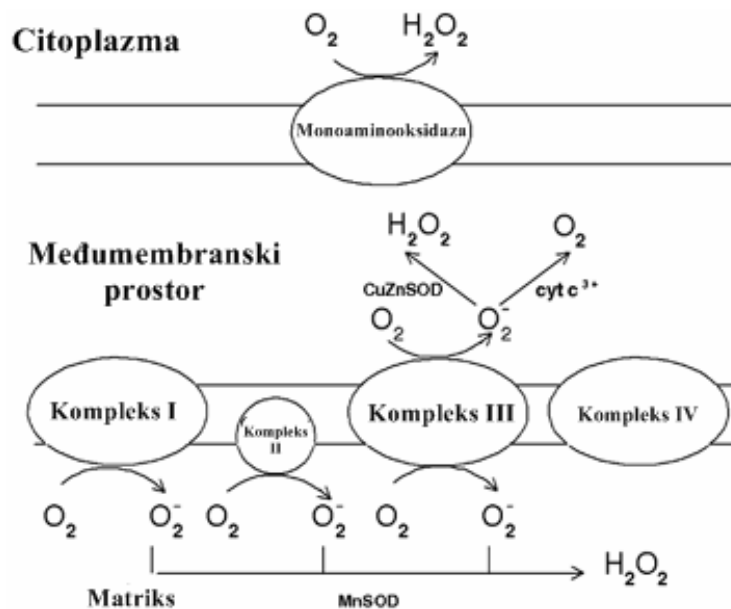 Citoplazma
O₂ H₂O₂
Monoaminooksidaza
Međumembranski
prostor
H₂O₂ O₂
CuZnSOD cyt c ³⁺
O₂ O₂⁻
Kompleks I
Kompleks
II
Kompleks III
Kompleks IV
O₂ O₂⁻ O₂ O₂⁻ O₂ O₂⁻
H₂O₂
Matriks MnSOD